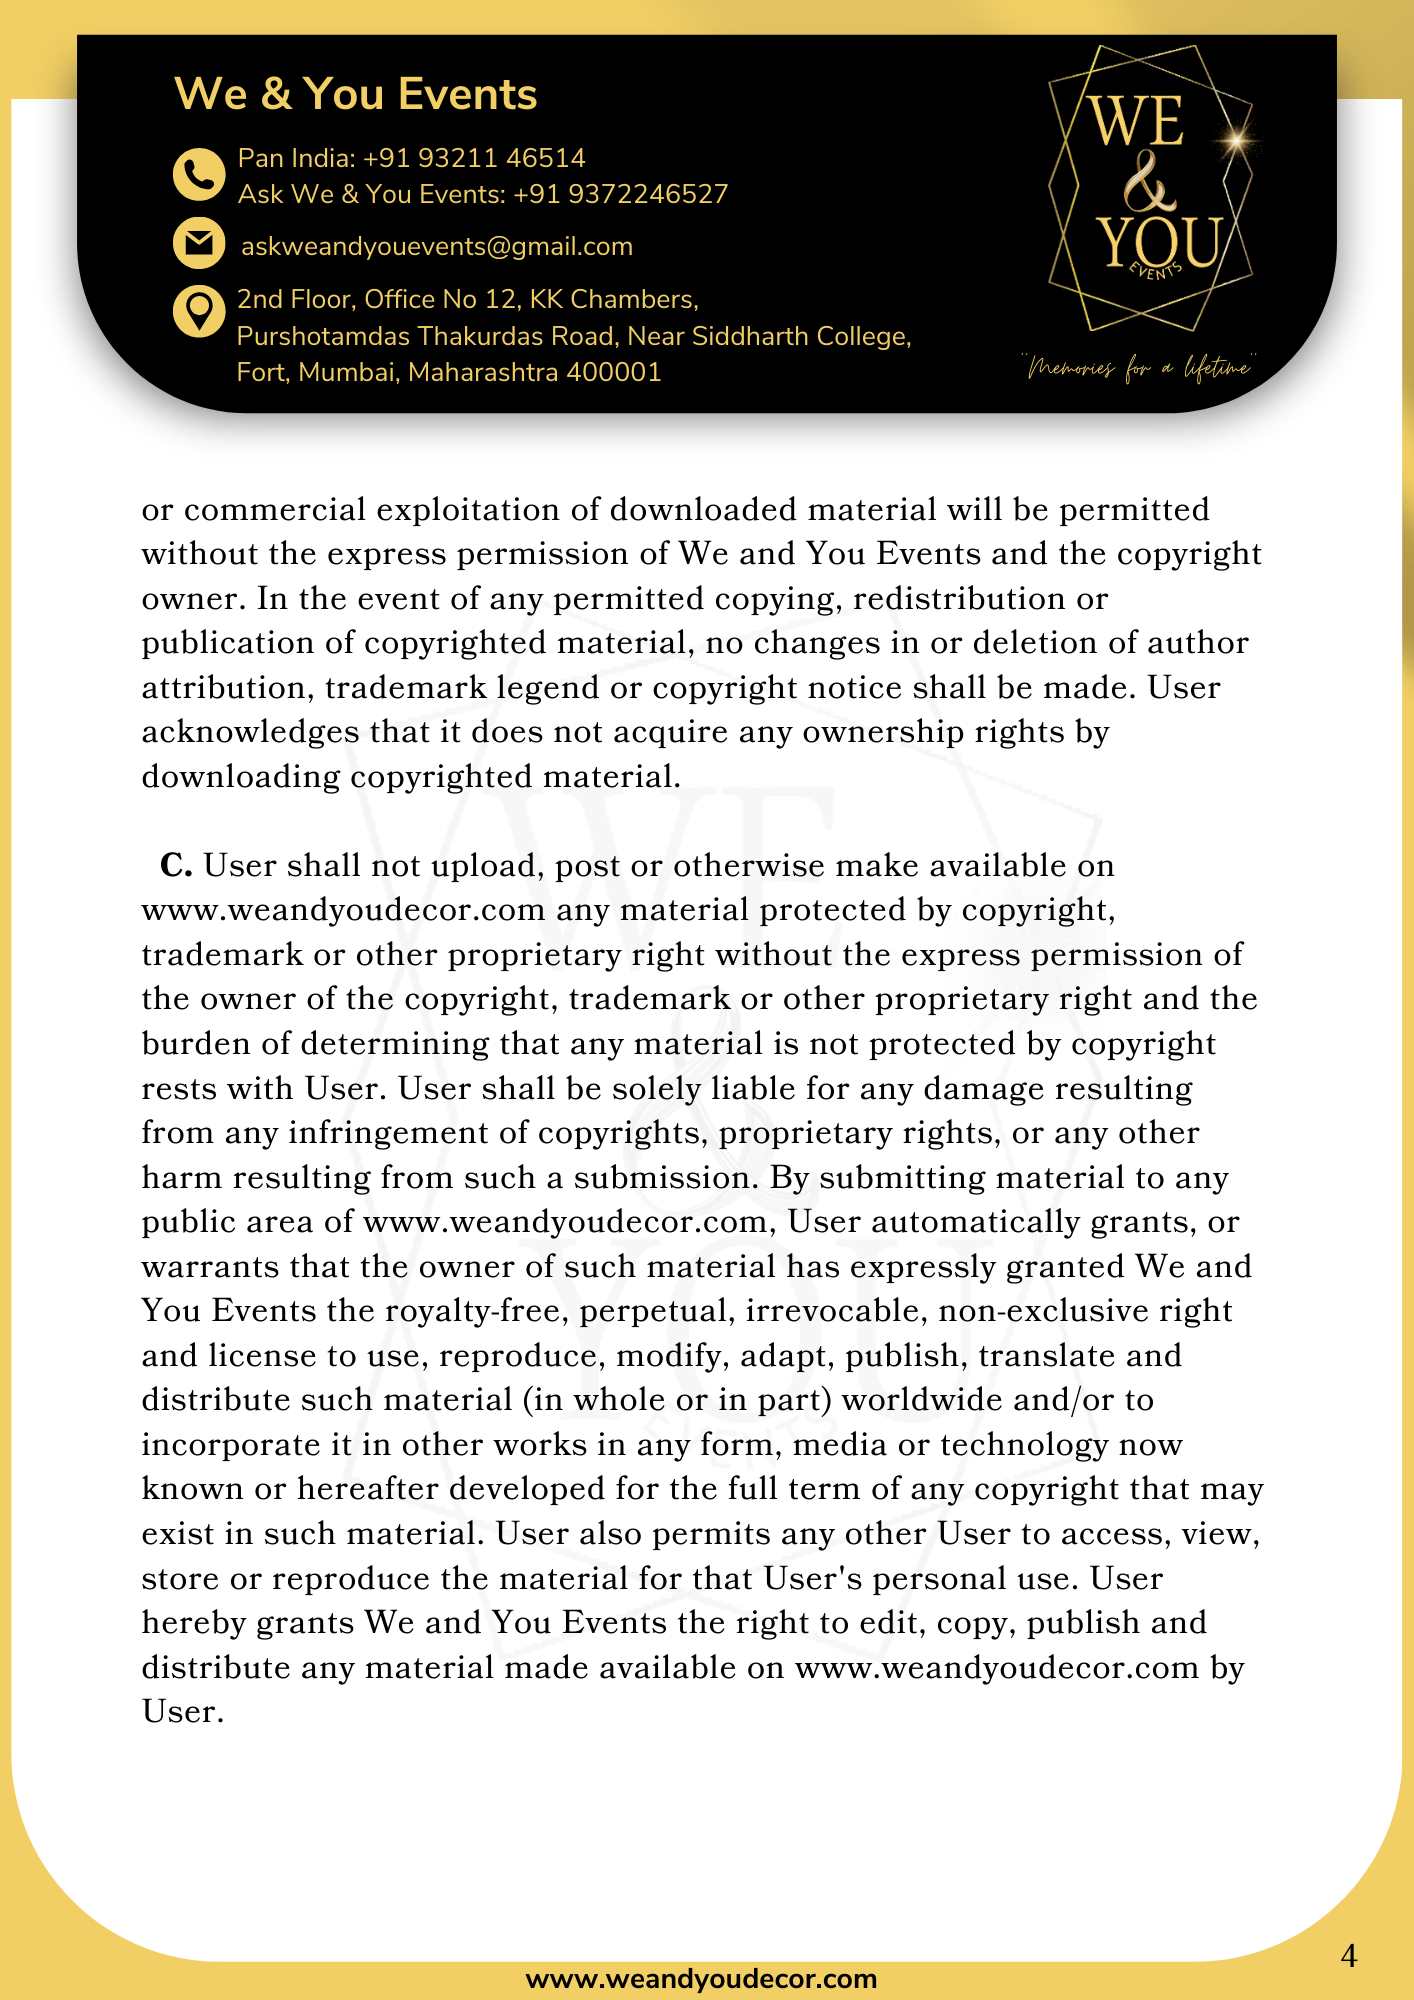 We & You Events
Pan India: +91 93211 46514
Ask We & You Events: +91 9372246527
askweandyouevents@gmail.com
2nd Floor, Office No 12, KK Chambers,
Purshotamdas Thakurdas Road, Near Siddharth College,
Fort, Mumbai, Maharashtra 400001
WE
&
YOU
EVENTS
"Memories for a lifetime"
or commercial exploitation of downloaded material will be permitted
without the express permission of We and You Events and the copyright
owner. In the event of any permitted copying, redistribution or
publication of copyrighted material, no changes in or deletion of author
attribution, trademark legend or copyright notice shall be made. User
acknowledges that it does not acquire any ownership rights by
downloading copyrighted material.
C. User shall not upload, post or otherwise make available on
www.weandyoudecor.com any material protected by copyright,
trademark or other proprietary right without the express permission of
the owner of the copyright, trademark or other proprietary right and the
burden of determining that any material is not protected by copyright
rests with User. User shall be solely liable for any damage resulting
from any infringement of copyrights, proprietary rights, or any other
harm resulting from such a submission. By submitting material to any
public area of www.weandyoudecor.com, User automatically grants, or
warrants that the owner of such material has expressly granted We and
You Events the royalty-free, perpetual, irrevocable, non-exclusive right
and license to use, reproduce, modify, adapt, publish, translate and
distribute such material (in whole or in part) worldwide and/or to
incorporate it in other works in any form, media or technology now
known or hereafter developed for the full term of any copyright that may
exist in such material. User also permits any other User to access, view,
store or reproduce the material for that User's personal use. User
hereby grants We and You Events the right to edit, copy, publish and
distribute any material made available on www.weandyoudecor.com by
User.
WE
&
YOU
EVENTS
4
www.weandyoudecor.com